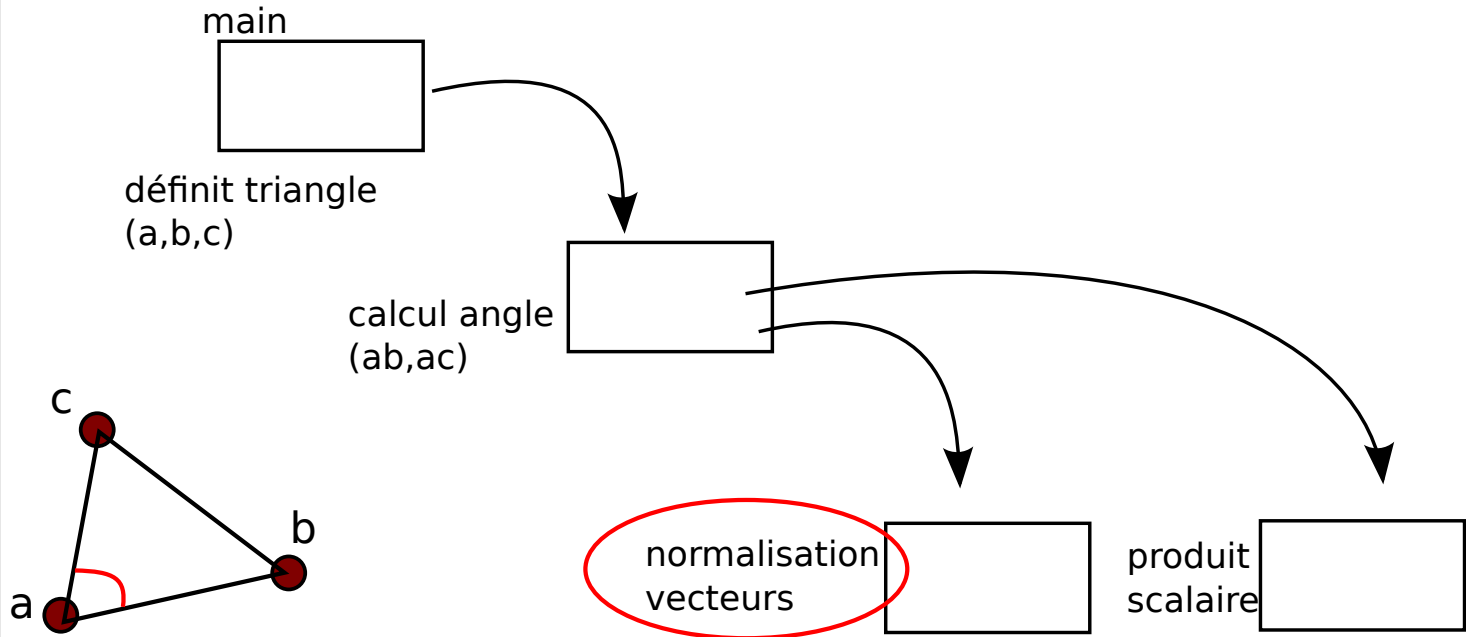 main
définit triangle
(a,b,c)
calcul angle
(ab,ac)
c
b
a
normalisation
vecteurs
produit
scalaire